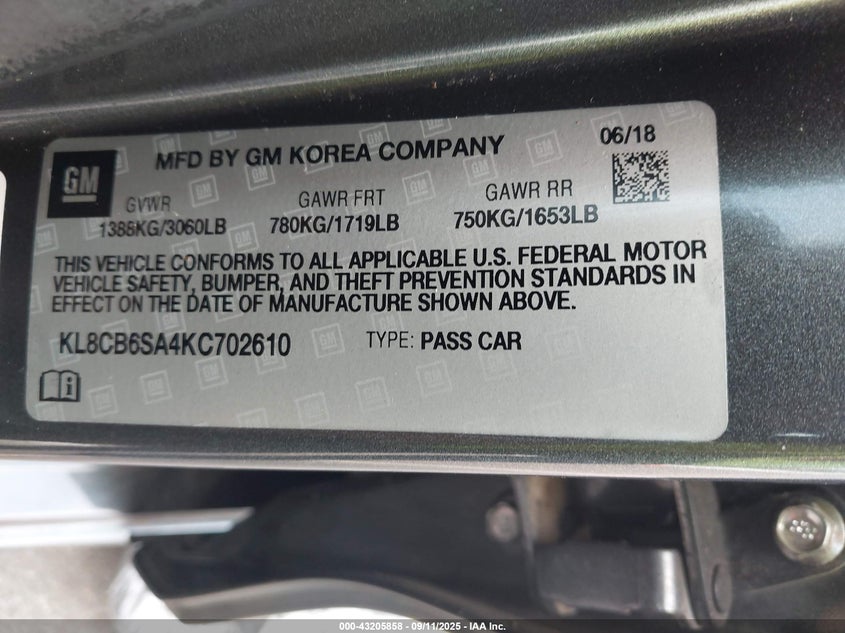 GM
MFD BY GM KOREA COMPANY
06/18
GVWR
1388KG/3060LB
GAWR FRT
780KG/1719LB
GAWR RR
750KG/1653LB
THIS VEHICLE CONFORMS TO ALL APPLICABLE U.S. FEDERAL MOTOR
VEHICLE SAFETY, BUMPER, AND THEFT PREVENTION STANDARDS IN
EFFECT ON THE DATE OF MANUFACTURE SHOWN ABOVE.
KL8CB6SA4KC702610
TYPE: PASS CAR
000-43205858 - 09/11/2025 - IAA Inc.